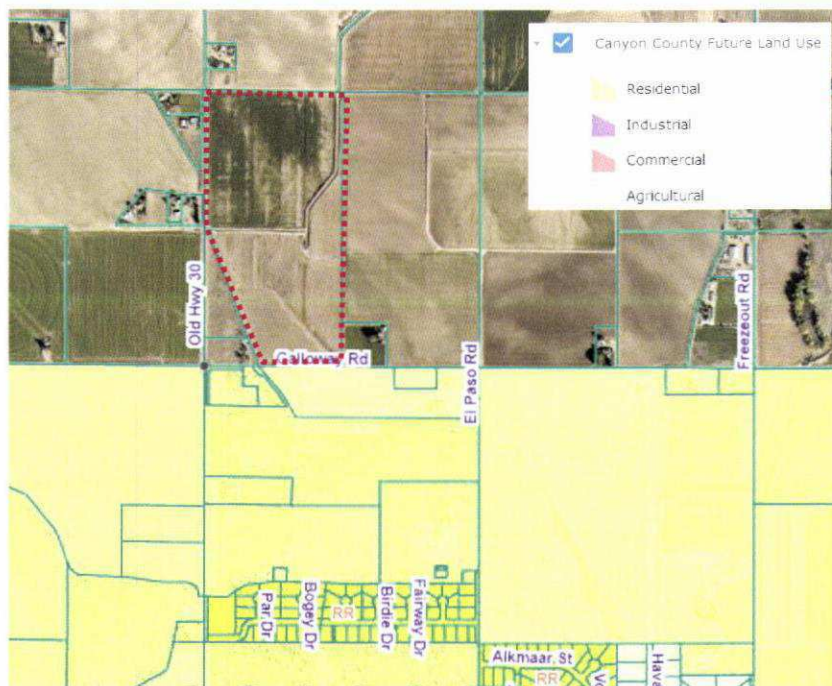 Canyon County Future Land Use
Residential
Industrial
Commercial
Agricultural
Old Hwy 30
Galloway Rd
El Paso Rd
Freezeout Rd
Par Dr
Bogey Dr
RR
Birdie Dr
Fairway Dr
Alkmaar St
RR